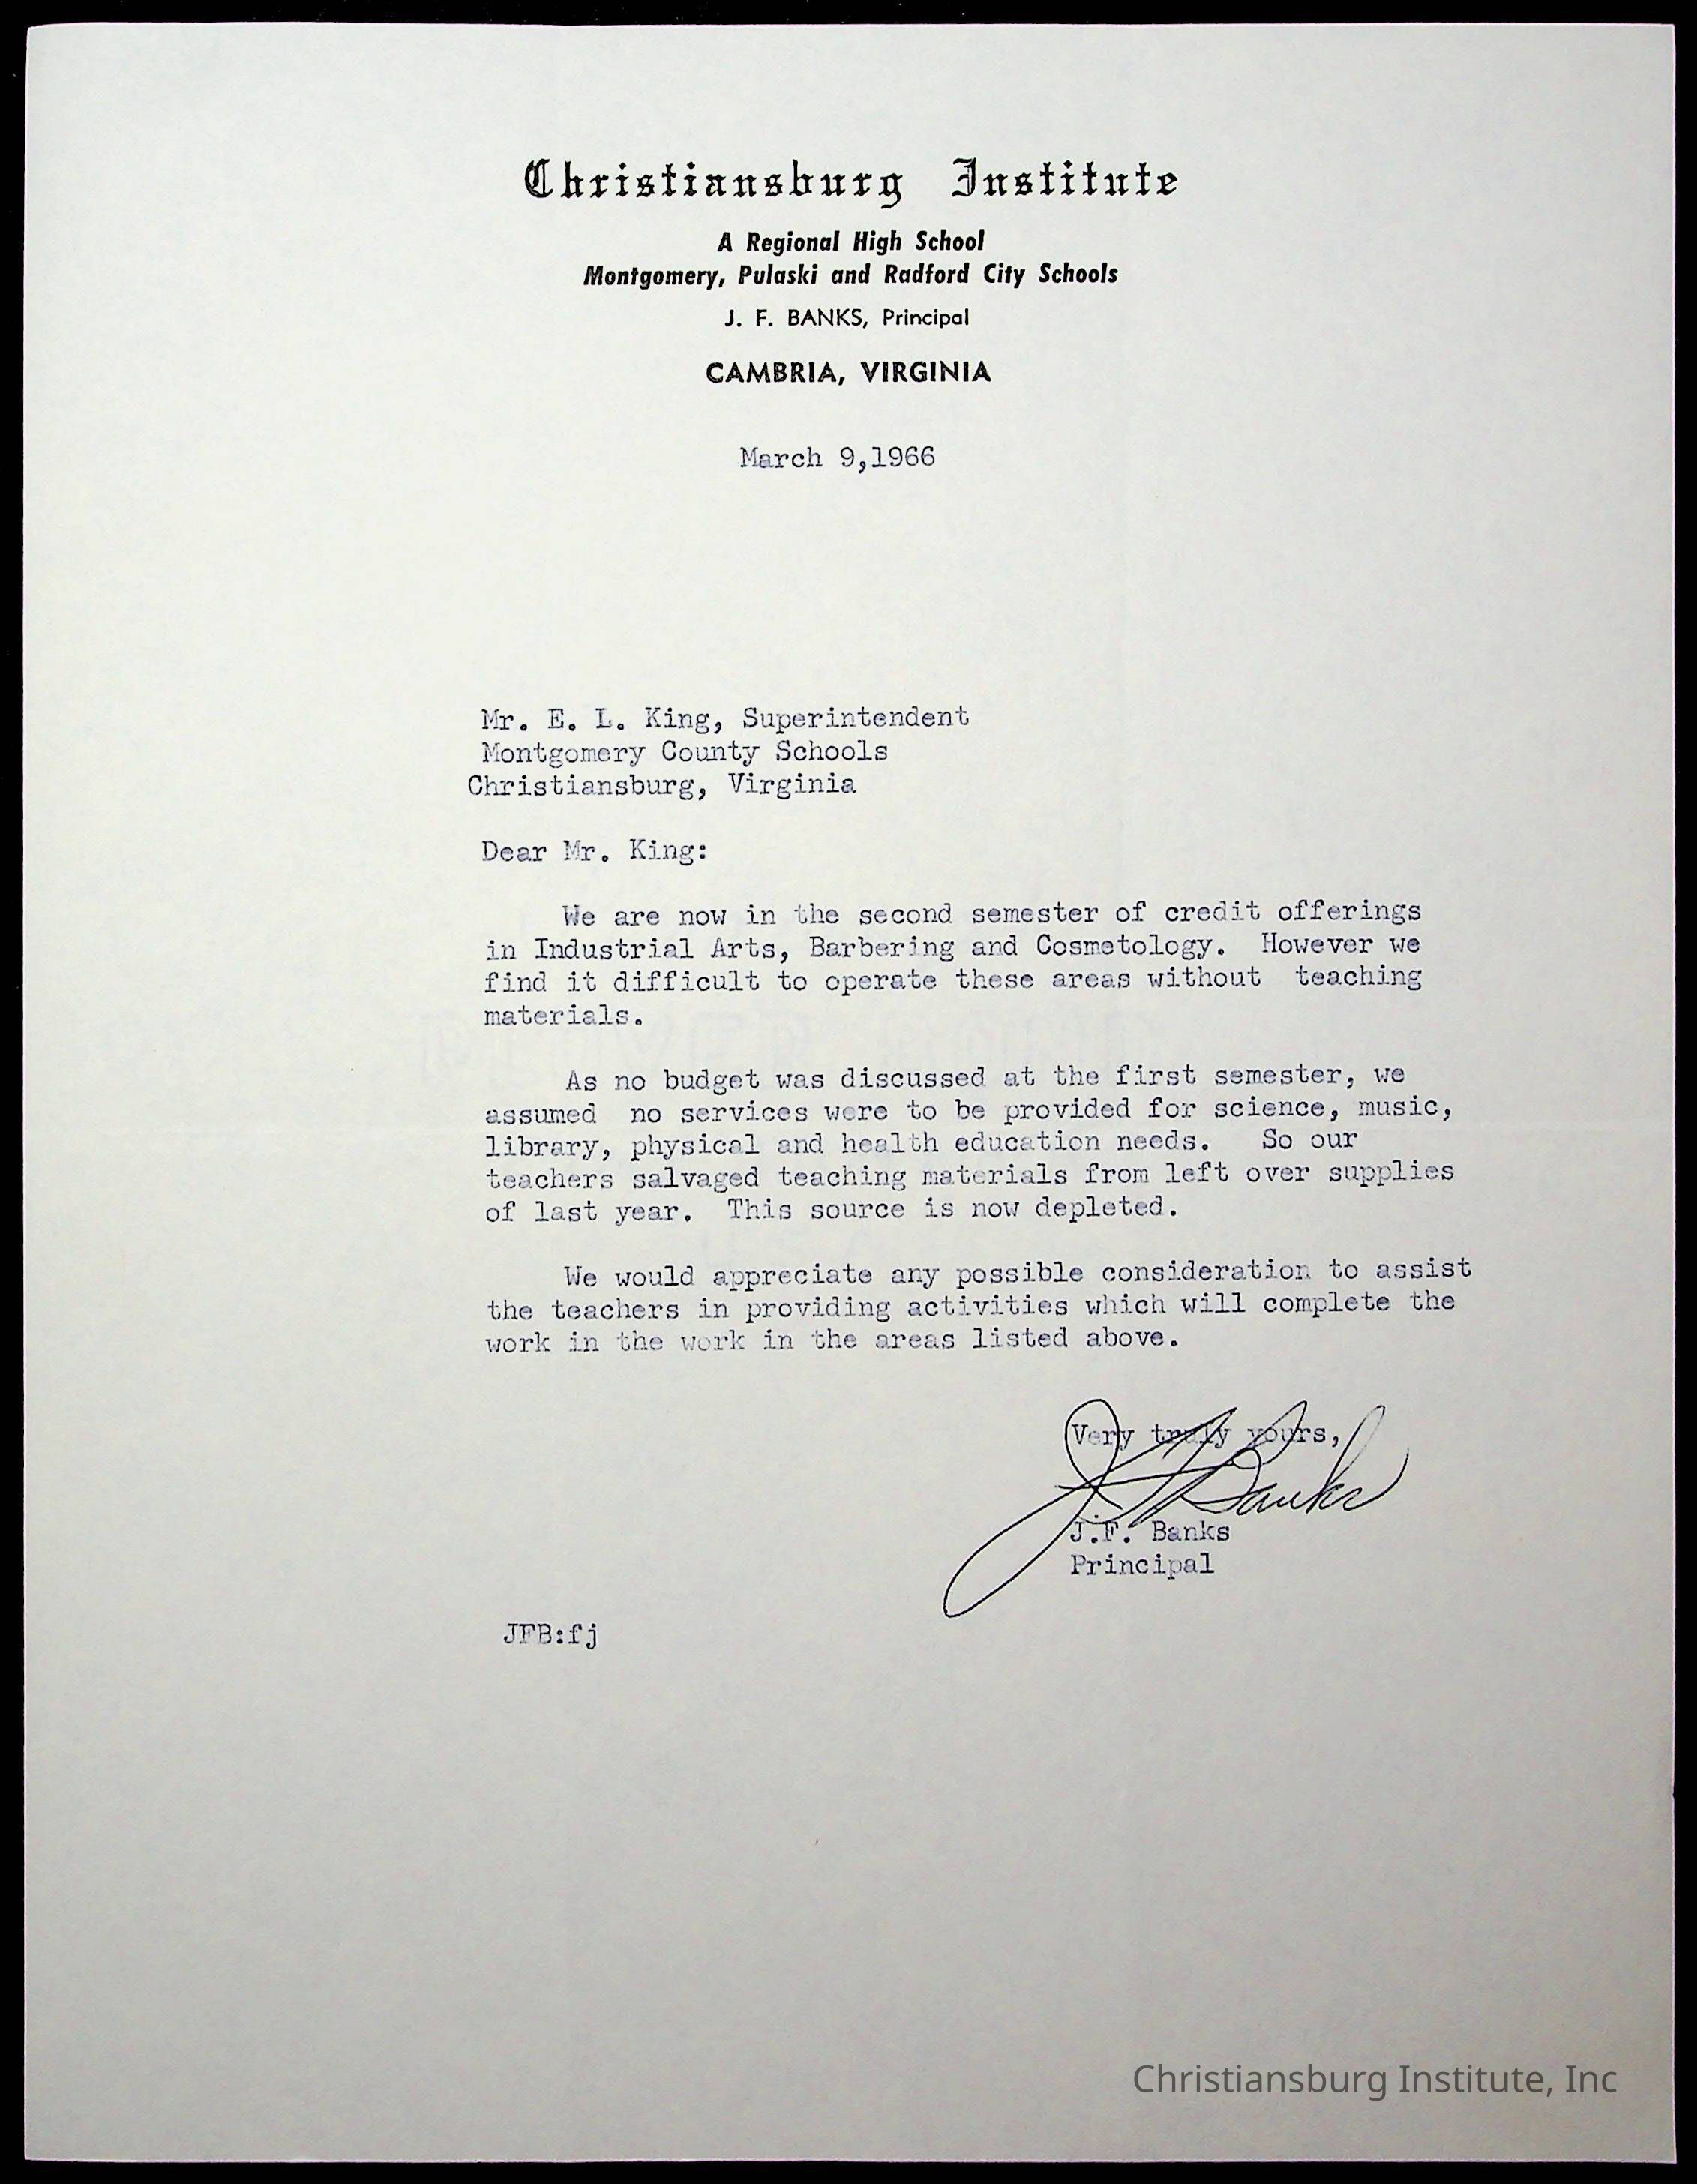 Christiansburg Institute
A Regional High School
Montgomery, Pulaski and Radford City Schools
J. F. BANKS, Principal
CAMBRIA, VIRGINIA
March 9,1966
Mr. E. L. King, Superintendent
Montgomery County Schools
Christiansburg, Virginia
Dear Mr. King:
We are now in the second semester of credit offerings
in Industrial Arts, Barbering and Cosmetology. However we
find it difficult to operate these areas without teaching
materials.
As no budget was discussed at the first semester, we
assumed no services were to be provided for science, music,
library, physical and health education needs. So our
teachers salvaged teaching materials from left over supplies
of last year. This source is now depleted.
We would appreciate any possible consideration to assist
the teachers in providing activities which will complete the
work in the work in the areas listed above.
Very truly yours,
J F Banks
J.F. Banks
Principal
JFB:fj
Christiansburg Institute, Inc